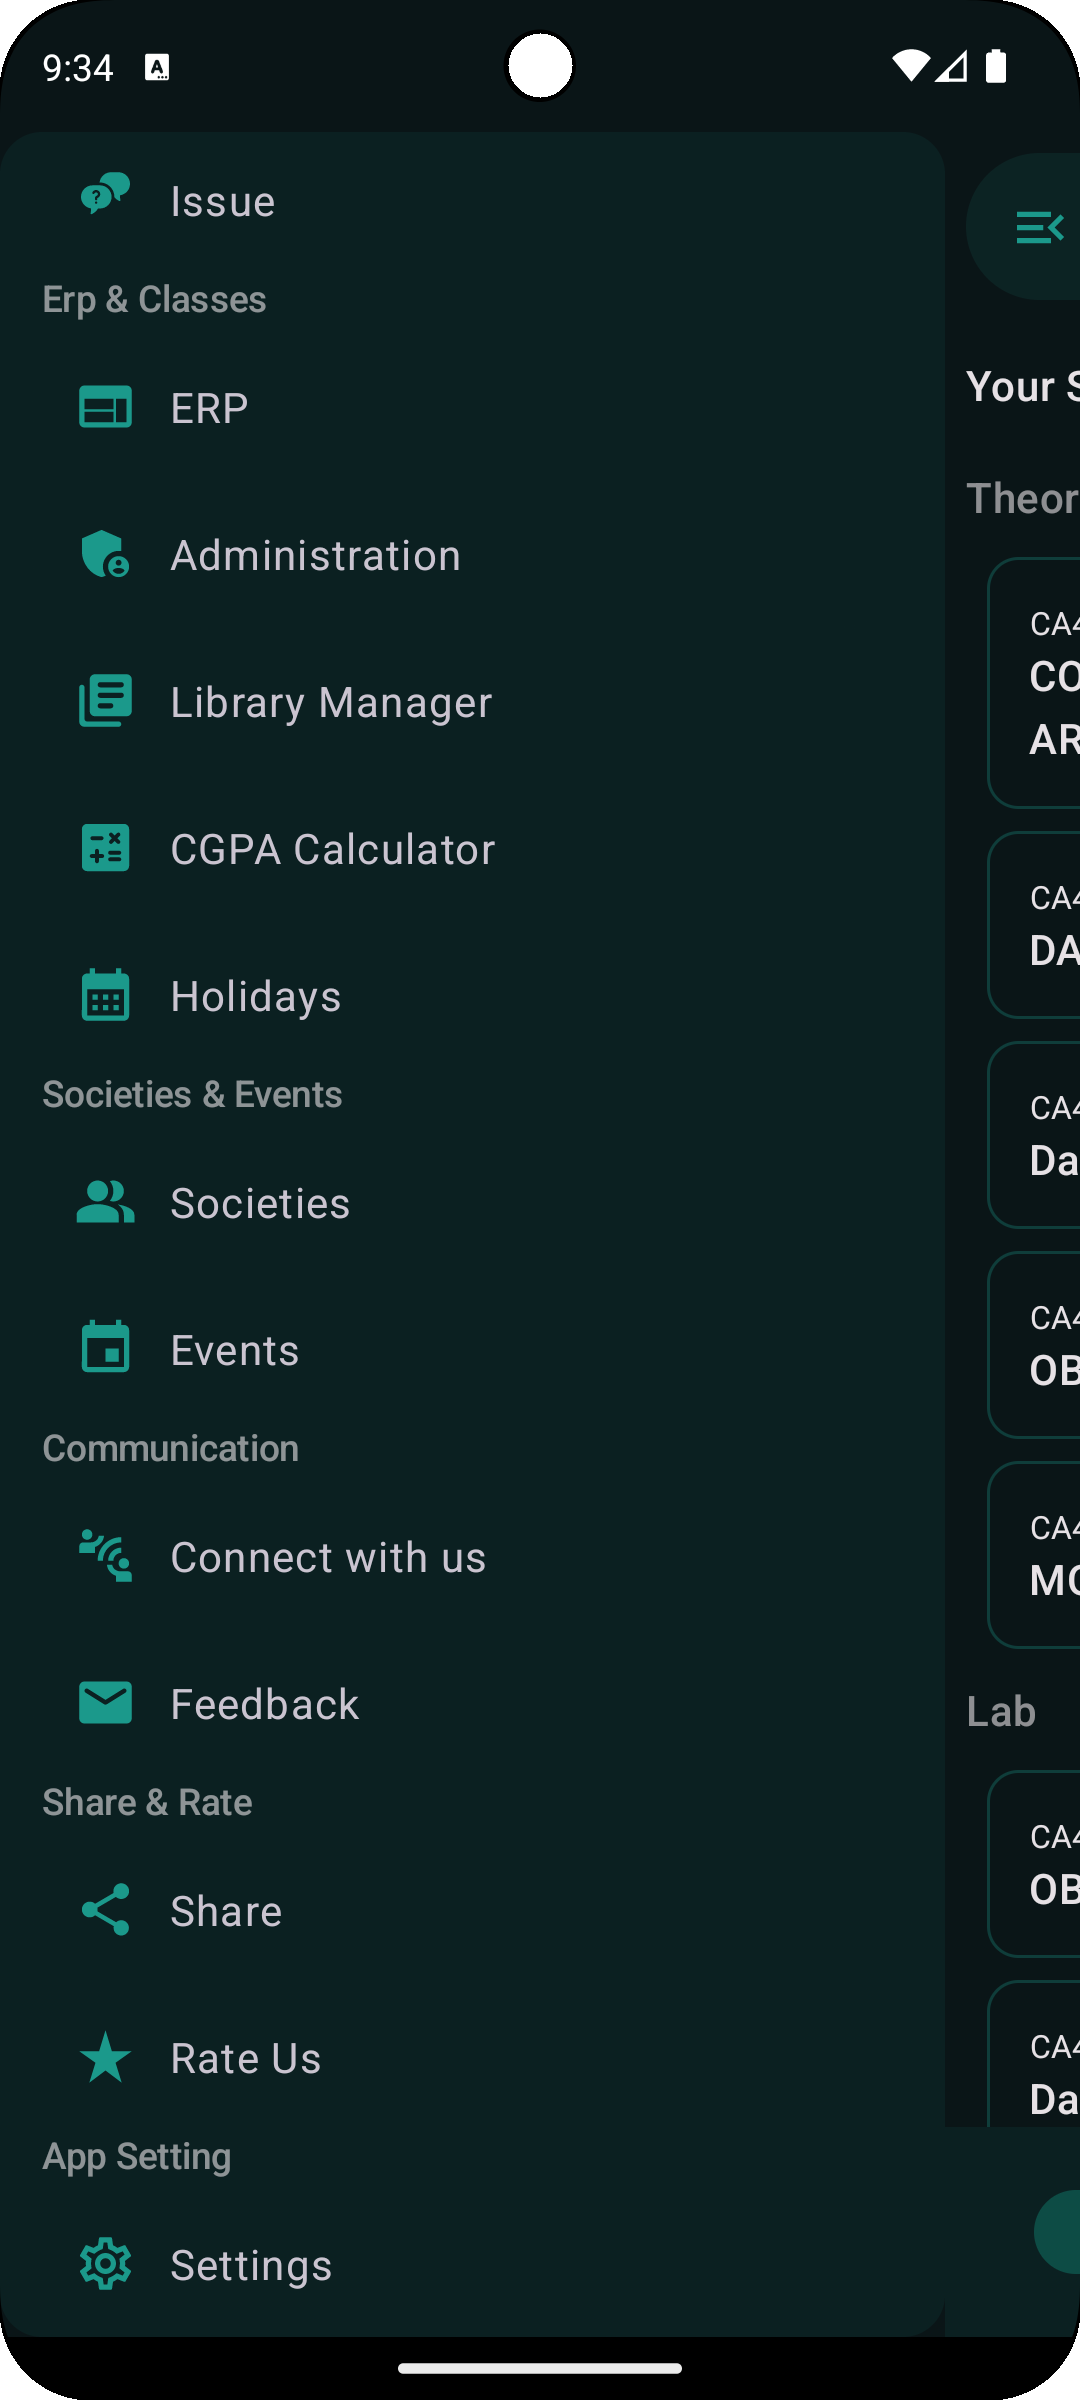 9:34
Issue
Erp & Classes
ERP
Administration
Library Manager
CGPA Calculator
Holidays
Societies & Events
Societies
Events
Communication
Connect with us
Feedback
Share & Rate
Share
Rate Us
App Setting
Settings
Your S
Theor
CA4
CO
AR
CA4
DA
CA4
Da
CA4
OB
CA4
MO
Lab
CA4
OB
CA4
Da